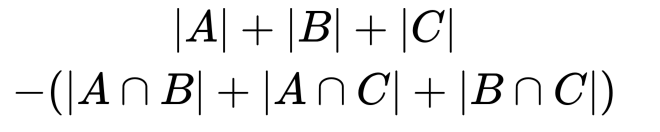 |A| + |B| + |C|
−(|A ∩ B| + |A ∩ C| + |B ∩ C|)